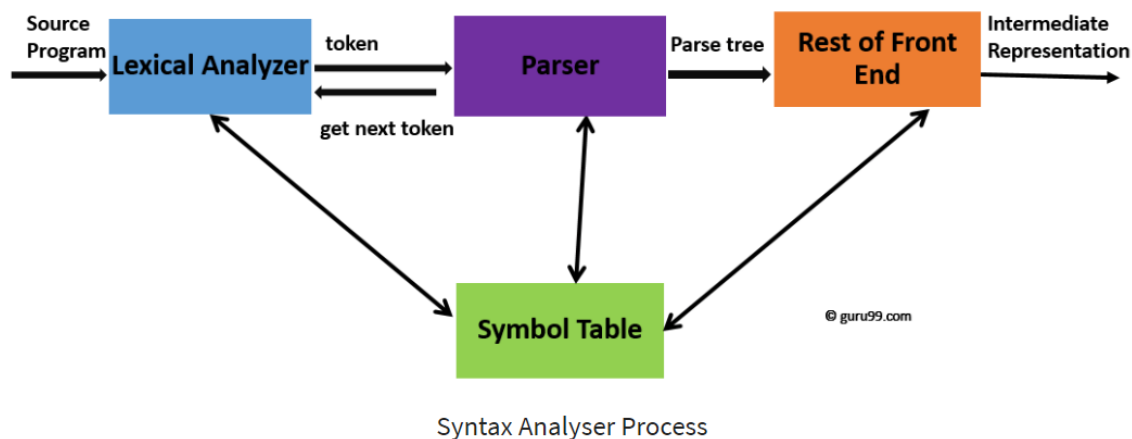 Source
Program
Lexical Analyzer
token
get next token
Parser
Parse tree
Rest of Front
End
Intermediate
Representation
Symbol Table
© guru99.com
Syntax Analyser Process